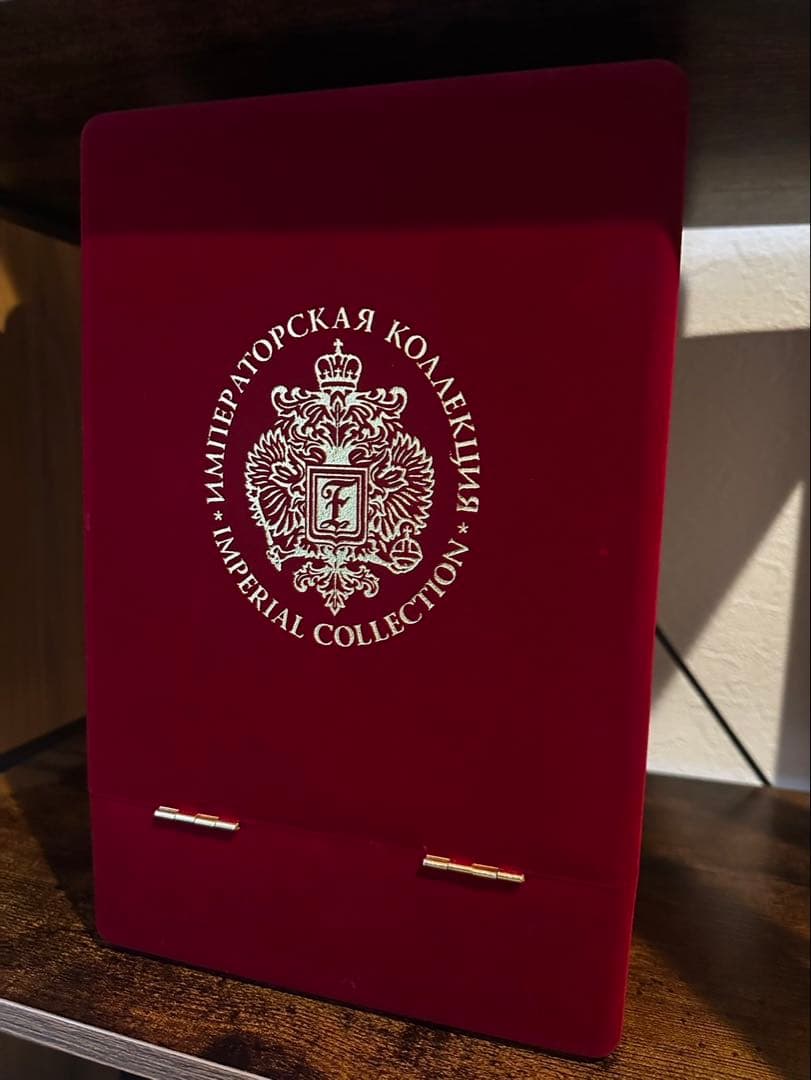 ИМПЕРАТОРСКАЯ КОЛЛЕКЦИЯ
* IMPERIAL COLLECTION *
F